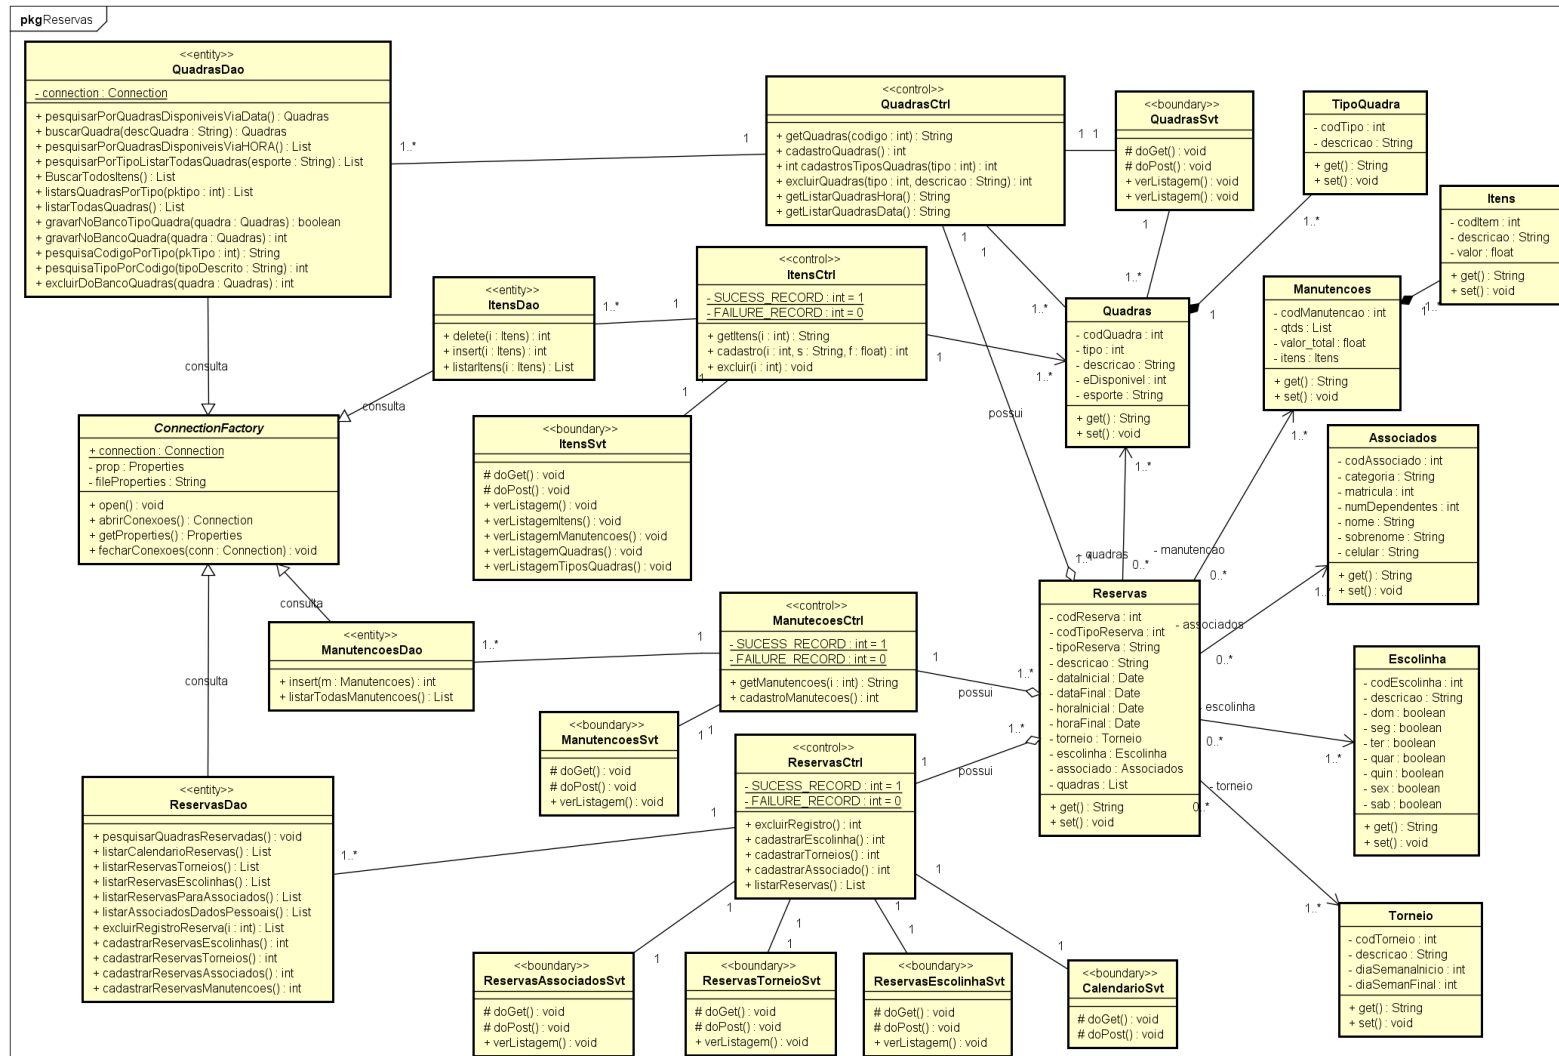 pkgReservas
<<entity>>
QuadrasDao
- connection : Connection
+ pesquisarPorQuadrasDisponiveisViaData() : Quadras
+ buscarQuadra(descQuadra : String) : Quadras
+ pesquisarPorQuadrasDisponiveisViaHORA() : List
+ pesquisarPorTipoListarTodasQuadras(esporte : String) : List
+ BuscarTodosItens() : List
+ listarsQuadrasPorTipo(pktipo : int) : List
+ listarTodasQuadras() : List
+ gravarNoBancoTipoQuadra(quadra : Quadras) : boolean
+ gravarNoBancoQuadra(quadra : Quadras) : int
+ pesquisaCodigoPorTipo(pkTipo : int) : String
+ pesquisaTipoPorCodigo(tipoDescrito : String) : int
+ excluirDoBancoQuadras(quadra : Quadras) : int
1..*
1
<<control>>
QuadrasCtrl
+ getQuadras(codigo : int) : String
+ cadastroQuadras() : int
+ int cadastrosTiposQuadras(tipo : int) : int
+ excluirQuadras(tipo : int, descricao : String) : int
+ getListarQuadrasHora() : String
+ getListarQuadrasData() : String
1
1
<<boundary>>
QuadrasSvt
# doGet() : void
# doPost() : void
+ verListagem() : void
+ verListagem() : void
1
1..*
TipoQuadra
- codTipo : int
- descricao : String
+ get() : String
+ set() : void
1..*
1
Itens
- codItem : int
- descricao : String
- valor : float
+ get() : String
+ set() : void
1..*
1
Manutencoes
- codManutencao : int
- qtds : List
- valor_total : float
- itens : Itens
+ get() : String
+ set() : void
1
1
1..*
<<control>>
ItensCtrl
- SUCESS_RECORD : int = 1
- FAILURE_RECORD : int = 0
+ getItens(i : int) : String
+ cadastro(i : int, s : String, f : float) : int
+ excluir(i : int) : void
1
1..*
<<entity>>
ItensDao
+ delete(i : Itens) : int
+ insert(i : Itens) : int
+ listarItens(i : Itens) : List
1..*
1
Quadras
- codQuadra : int
- tipo : int
- descricao : String
- eDisponivel : int
- esporte : String
+ get() : String
+ set() : void
consulta
consulta
1
1
possui
<<boundary>>
ItensSvt
# doGet() : void
# doPost() : void
+ verListagem() : void
+ verListagemItens() : void
+ verListagemManutencoes() : void
+ verListagemQuadras() : void
+ verListagemTiposQuadras() : void
ConnectionFactory
+ connection : Connection
- prop : Properties
- fileProperties : String
+ open() : void
+ abrirConexoes() : Connection
+ getProperties() : Properties
+ fecharConexoes(conn : Connection) : void
1..*
1..*
Associados
- codAssociado : int
- categoria : String
- matricula : int
- numDependentes : int
- nome : String
- sobrenome : String
- celular : String
+ get() : String
+ set() : void
1..*
- quadras
0..*
- manutencao
0..*
1..*
Reservas
- codReserva : int
- codTipoReserva : int
- tipoReserva : String
- descricao : String
- dataInicial : Date
- dataFinal : Date
- horaInicial : Date
- horaFinal : Date
- torneio : Torneio
- escolinha : Escolinha
- associado : Associados
- quadras : List
+ get() : String
+ set() : void
- associados
0..*
- escolinha
0..*
1..*
- torneio
0..*
1..*
consulta
<<entity>>
ManutencoesDao
+ insert(m : Manutencoes) : int
+ listarTodasManutencoes() : List
1..*
1
<<control>>
ManutecoesCtrl
- SUCESS_RECORD : int = 1
- FAILURE_RECORD : int = 0
+ getManutencoes(i : int) : String
+ cadastroManutecoes() : int
1
possui
1..*
Escolinha
- codEscolinha : int
- descricao : String
- dom : boolean
- seg : boolean
- ter : boolean
- quar : boolean
- quin : boolean
- sex : boolean
- sab : boolean
+ get() : String
+ set() : void
consulta
<<boundary>>
ManutencoesSvt
# doGet() : void
# doPost() : void
+ verListagem() : void
1
1
<<control>>
ReservasCtrl
- SUCESS_RECORD : int = 1
- FAILURE_RECORD : int = 0
+ excluirRegistro() : int
+ cadastrarEscolinha() : int
+ cadastrarTorneios() : int
+ cadastrarAssociado() : int
+ listarReservas() : List
1
possui
1..*
<<entity>>
ReservasDao
+ pesquisarQuadrasReservadas() : void
+ listarCalendarioReservas() : List
+ listarReservasTorneios() : List
+ listarReservasEscolinhas() : List
+ listarReservasParaAssociados() : List
+ listarAssociadosDadosPessoais() : List
+ excluirRegistroReserva(i : int) : List
+ cadastrarReservasEscolinhas() : int
+ cadastrarReservasTorneios() : int
+ cadastrarReservasAssociados() : int
+ cadastrarReservasManutencoes() : int
1..*
1
Torneio
- codTorneio : int
- descricao : String
- diaSemanaInicio : int
- diaSemanFinal : int
+ get() : String
+ set() : void
1
1
1
1
1
1
1
1
<<boundary>>
ReservasAssociadosSvt
# doGet() : void
# doPost() : void
+ verListagem() : void
<<boundary>>
ReservasTorneioSvt
# doGet() : void
# doPost() : void
+ verListagem() : void
<<boundary>>
ReservasEscolinhaSvt
# doGet() : void
# doPost() : void
+ verListagem() : void
<<boundary>>
CalendarioSvt
# doGet() : void
# doPost() : void